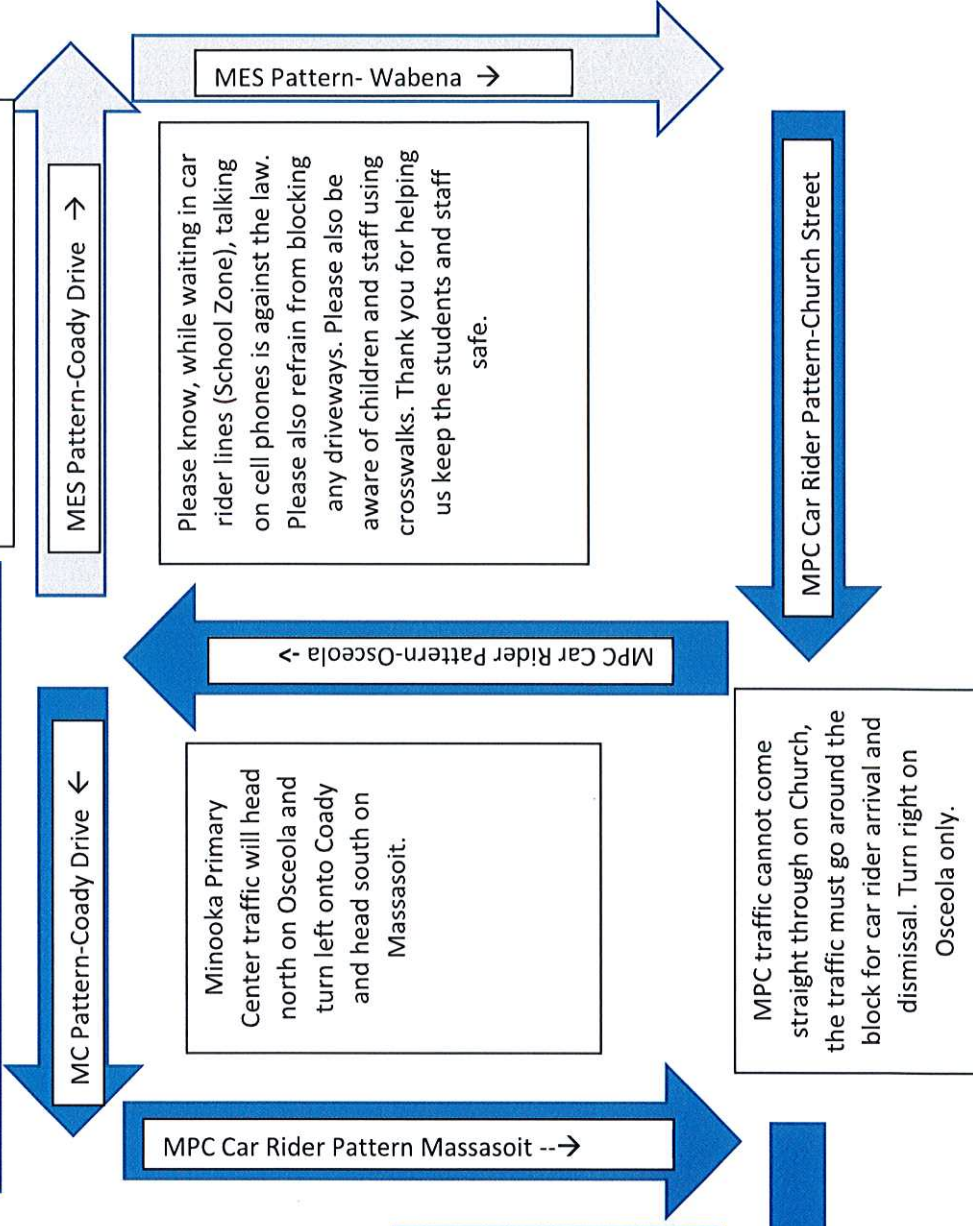 MC Pattern-Coady Drive ←
MES Pattern-Coady Drive →
MPC Car Rider Pattern Massasoit --→
Minooka Primary
Center traffic will head
north on Osceola and
turn left onto Coady
and head south on
Massasoit.
MPC Car Rider Pattern-Osceola ->
Please know, while waiting in car
rider lines (School Zone), talking
on cell phones is against the law.
Please also refrain from blocking
any driveways. Please also be
aware of children and staff using
crosswalks. Thank you for helping
us keep the students and staff
safe.
MES Pattern- Wabena →
MPC traffic cannot come
straight through on Church,
the traffic must go around the
block for car rider arrival and
dismissal. Turn right on
Osceola only.
MPC Car Rider Pattern-Church Street